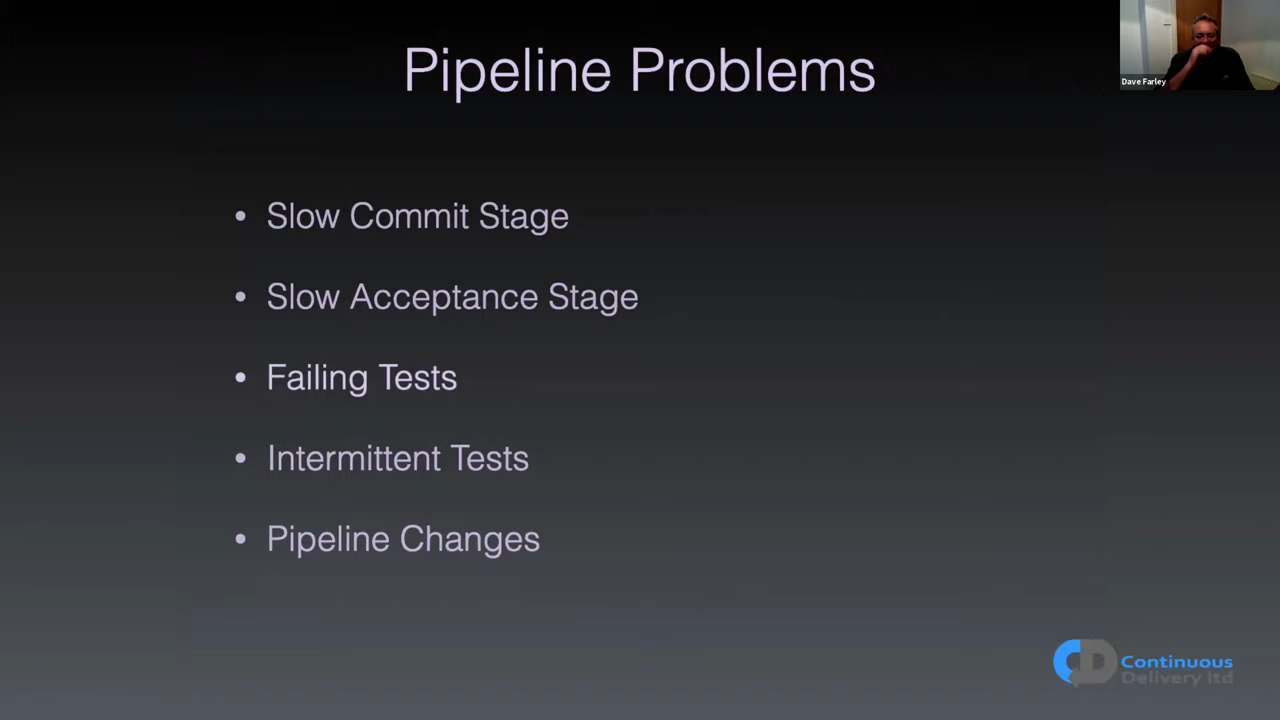 Pipeline Problems
Dave Farley
• Slow Commit Stage
• Slow Acceptance Stage
• Failing Tests
• Intermittent Tests
• Pipeline Changes
Continuous
Delivery ltd